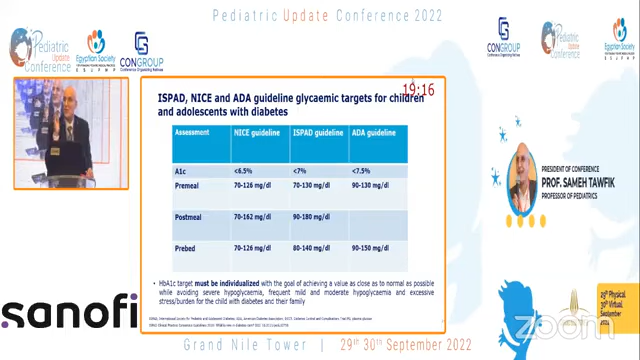 Pediatric Update Conference 2022
Pediatric
Update
Conference
Egyptian Society
CONGROUP
19:16
ISPAD, NICE and ADA guideline glycaemic targets for children
and adolescents with diabetes
Assessment NICE guideline ISPAD guideline ADA guideline
A1c <6.5% <7% <7.5%
Premeal 70-126 mg/dl 70-130 mg/dl 90-130 mg/dl
Postmeal 70-162 mg/dl 90-180 mg/dl
Prebed 70-126 mg/dl 80-140 mg/dl 90-150 mg/dl
• HbA1c target must be individualized with the goal of achieving a value as close as to normal as possible
while avoiding severe hypoglycaemia, frequent mild and moderate hypoglycaemia and excessive
stress/burden for the child with diabetes and their family
sanofi
CONGROUP
Egyptian Society
PRESIDENT OF CONFERENCE
PROF. SAMEH TAWFIK
PROFESSOR OF PEDIATRICS
29th Physical
30th Virtual
September
2022
zoom
Grand Nile Tower | 29th 30th SEPTEMBER 2022